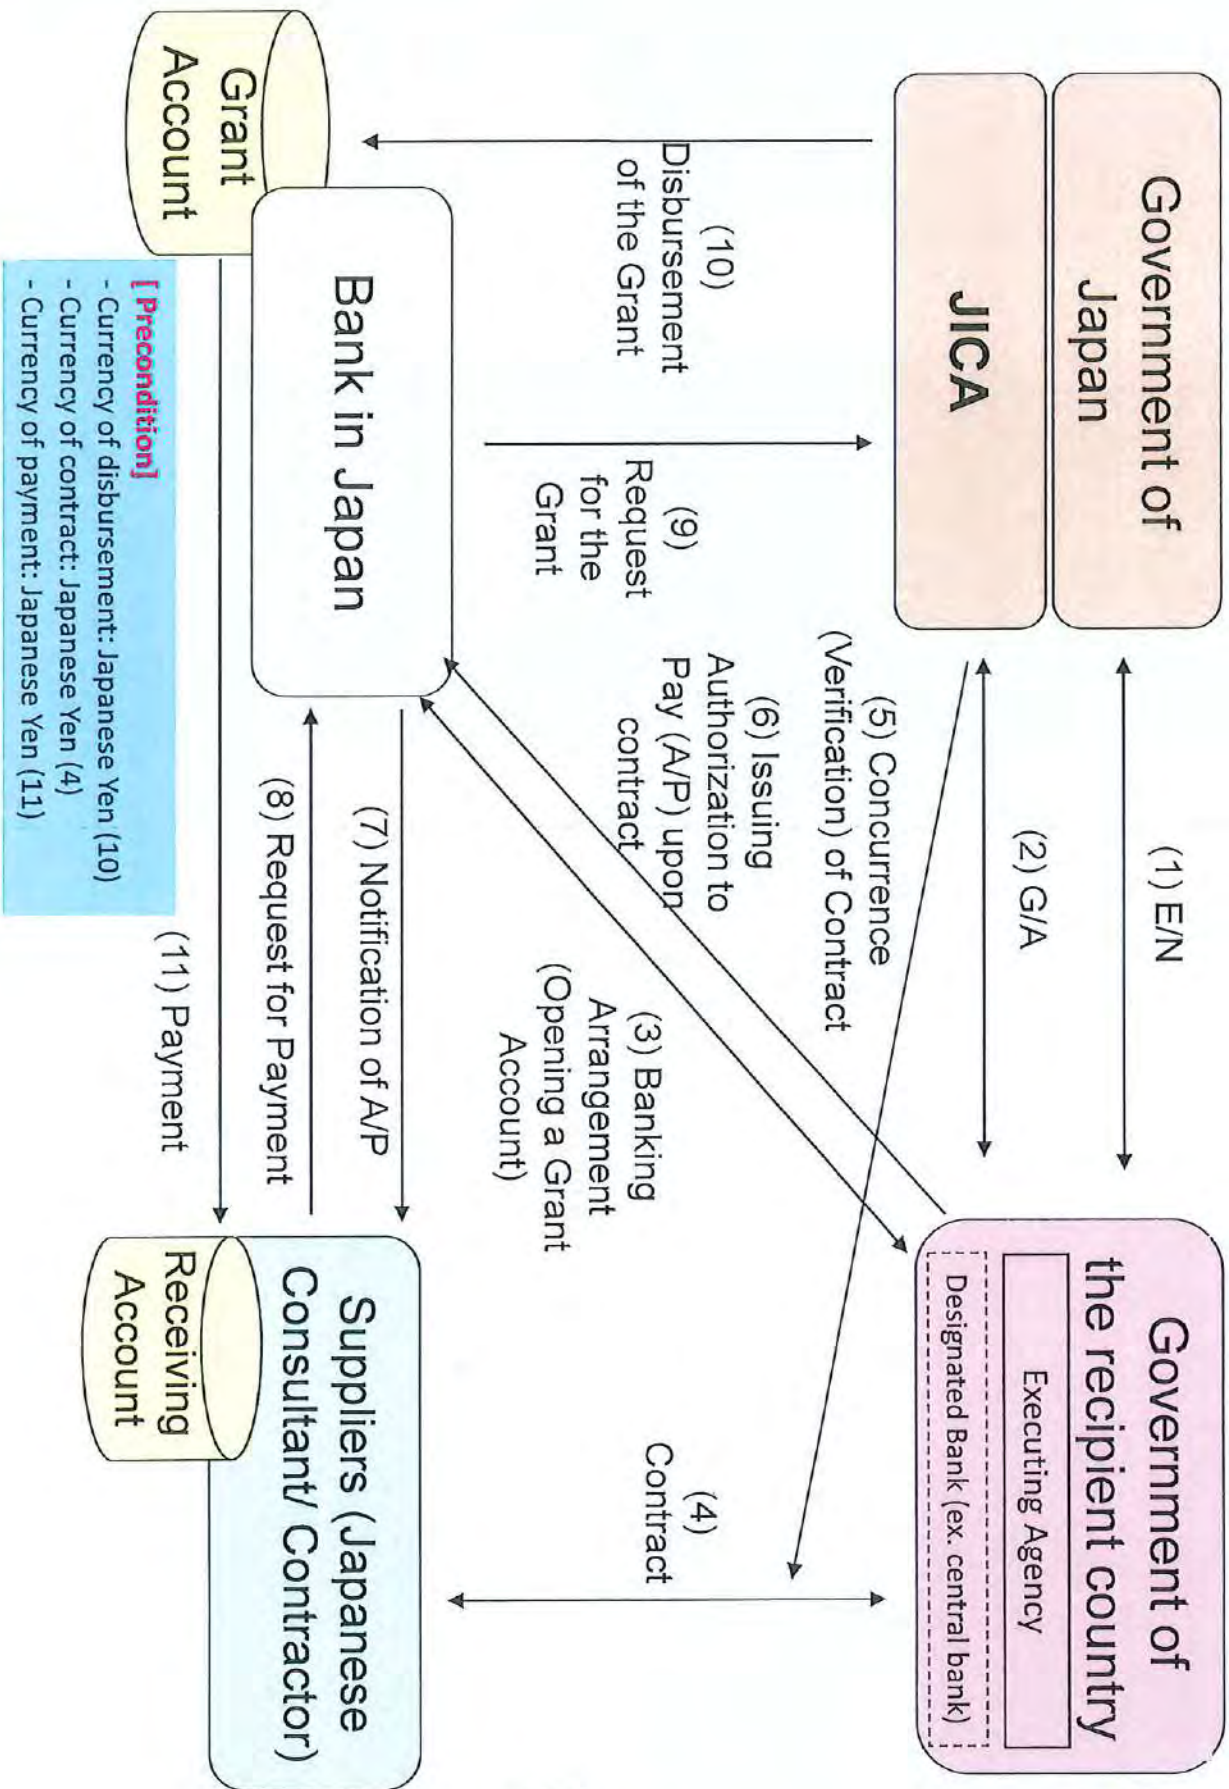 Government of
Japan
JICA
(1) E/N
(2) G/A
Government of
the recipient country
Executing Agency
Designated Bank (ex. central bank)
(5) Concurrence
(Verification) of Contract
(6) Issuing
Authorization to
Pay (A/P) upon
contract
(10)
Disbursement
of the Grant
(9)
Request
for the
Grant
(3) Banking
Arrangement
(Opening a Grant
Account)
(4)
Contract
Bank in Japan
Grant
Account
(7) Notification of A/P
(8) Request for Payment
(11) Payment
Suppliers (Japanese
Consultant/ Contractor)
Receiving
Account
[ Precondition]
- Currency of disbursement: Japanese Yen (10)
- Currency of contract: Japanese Yen (4)
- Currency of payment: Japanese Yen (11)